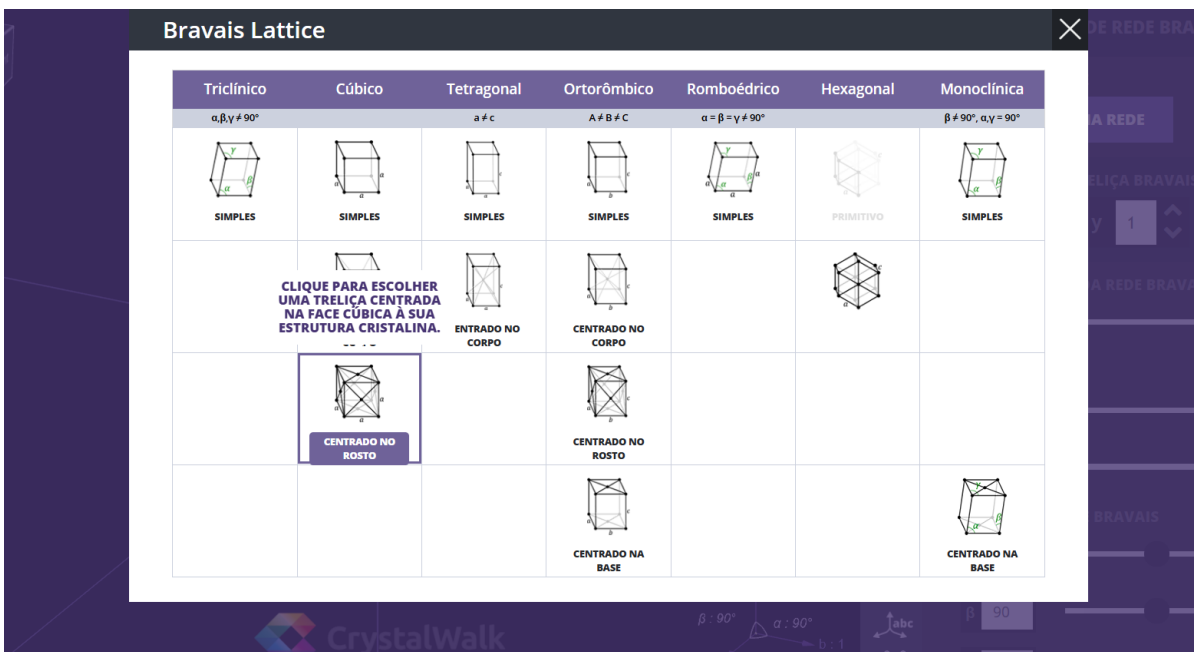 Bravais Lattice
DE REDE BRA
Triclínico Cúbico Tetragonal Ortorômbico Romboédrico Hexagonal Monoclínica
α,β,γ ≠ 90° a ≠ c A ≠ B ≠ C α = β = γ ≠ 90° β ≠ 90°, α,γ = 90°
A REDE
SIMPLES SIMPLES SIMPLES SIMPLES SIMPLES PRIMITIVO SIMPLES
ELIÇA BRAVAIS
y 1
A REDE BRAVA
CLIQUE PARA ESCOLHER
UMA TRELIÇA CENTRADA
NA FACE CÚBICA À SUA
ESTRUTURA CRISTALINA.
ENTRADO NO
CORPO
CENTRADO NO
CORPO
CENTRADO NO
ROSTO
CENTRADO NO
ROSTO
BRAVAIS
CENTRADO NA
BASE
CENTRADO NA
BASE
CrystalWalk
β : 90° α : 90° abc β 90
b : 1